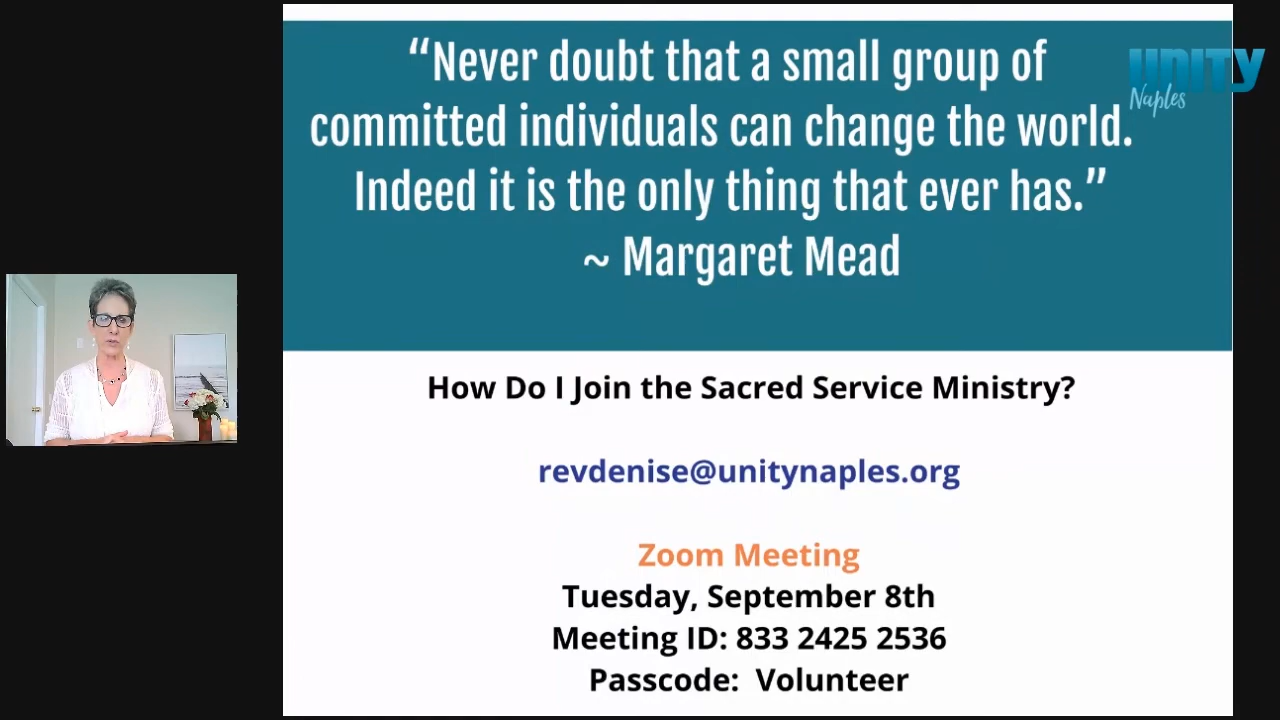 “Never doubt that a small group of
committed individuals can change the world.
Indeed it is the only thing that ever has.”
~ Margaret Mead
UNITY
Naples
How Do I Join the Sacred Service Ministry?
revdenise@unitynaples.org
Zoom Meeting
Tuesday, September 8th
Meeting ID: 833 2425 2536
Passcode:  Volunteer